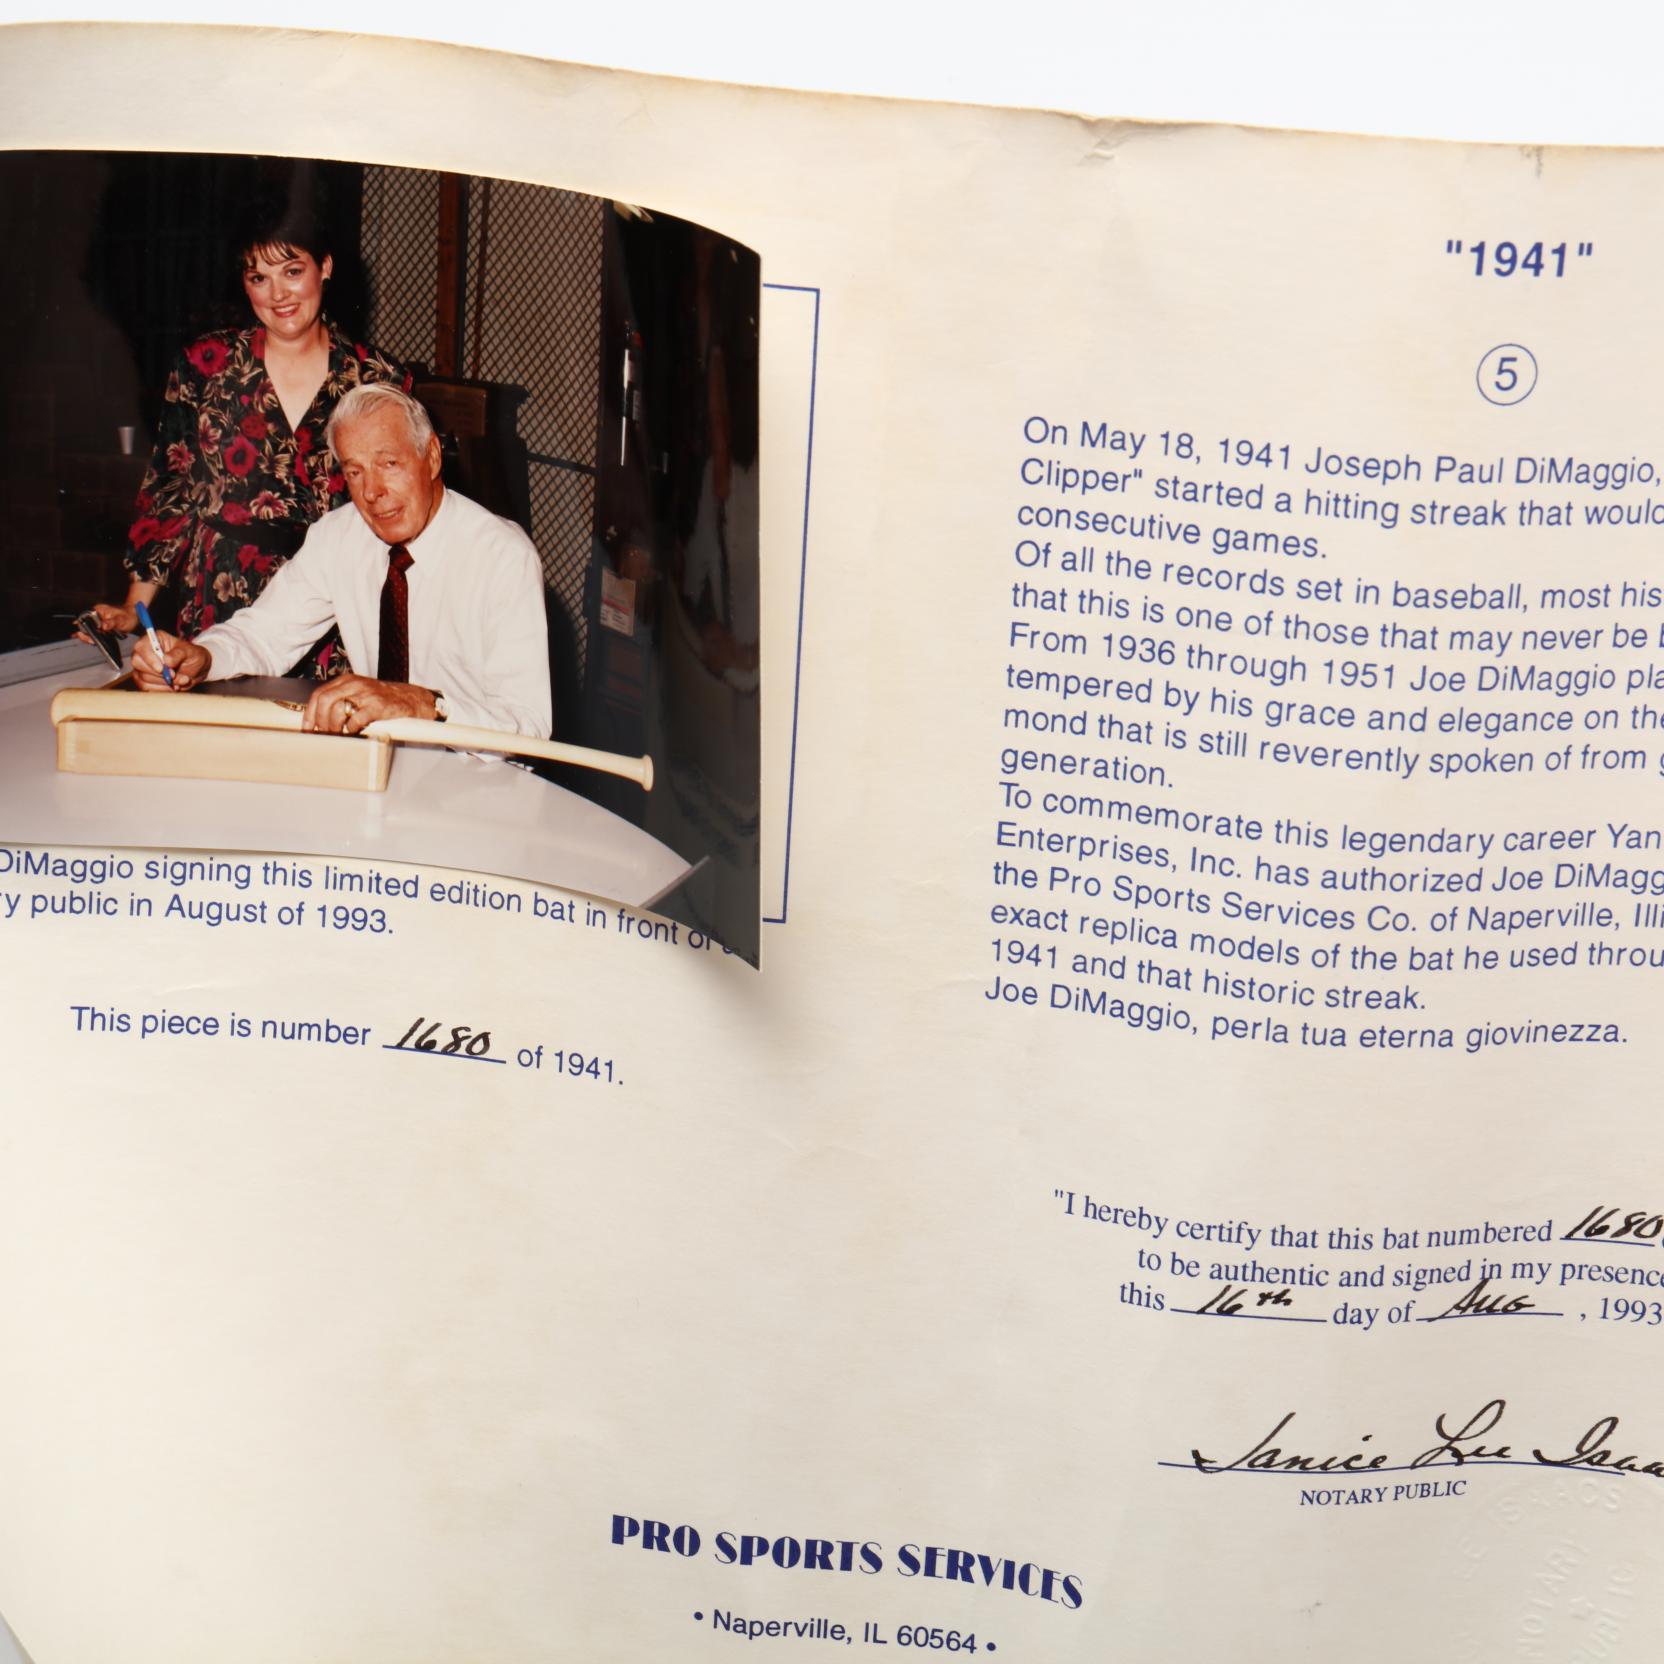 DiMaggio signing this limited edition bat in front of
ry public in August of 1993.
This piece is number 1680 of 1941.
"1941"
5
On May 18, 1941 Joseph Paul DiMaggio,
Clipper" started a hitting streak that would
consecutive games.
Of all the records set in baseball, most his
that this is one of those that may never be b
From 1936 through 1951 Joe DiMaggio pla
tempered by his grace and elegance on the
mond that is still reverently spoken of from g
generation.
To commemorate this legendary career Yan
Enterprises, Inc. has authorized Joe DiMagg
the Pro Sports Services Co. of Naperville, Illi
exact replica models of the bat he used throu
1941 and that historic streak.
Joe DiMaggio, perla tua eterna giovinezza.
"I hereby certify that this bat numbered 1680
to be authentic and signed in my presence
this 16th day of Aug , 1993
Janice Lee Isaa
NOTARY PUBLIC
PRO SPORTS SERVICES
• Naperville, IL 60564 •
ISAACS
NOTARY
PUBLIC